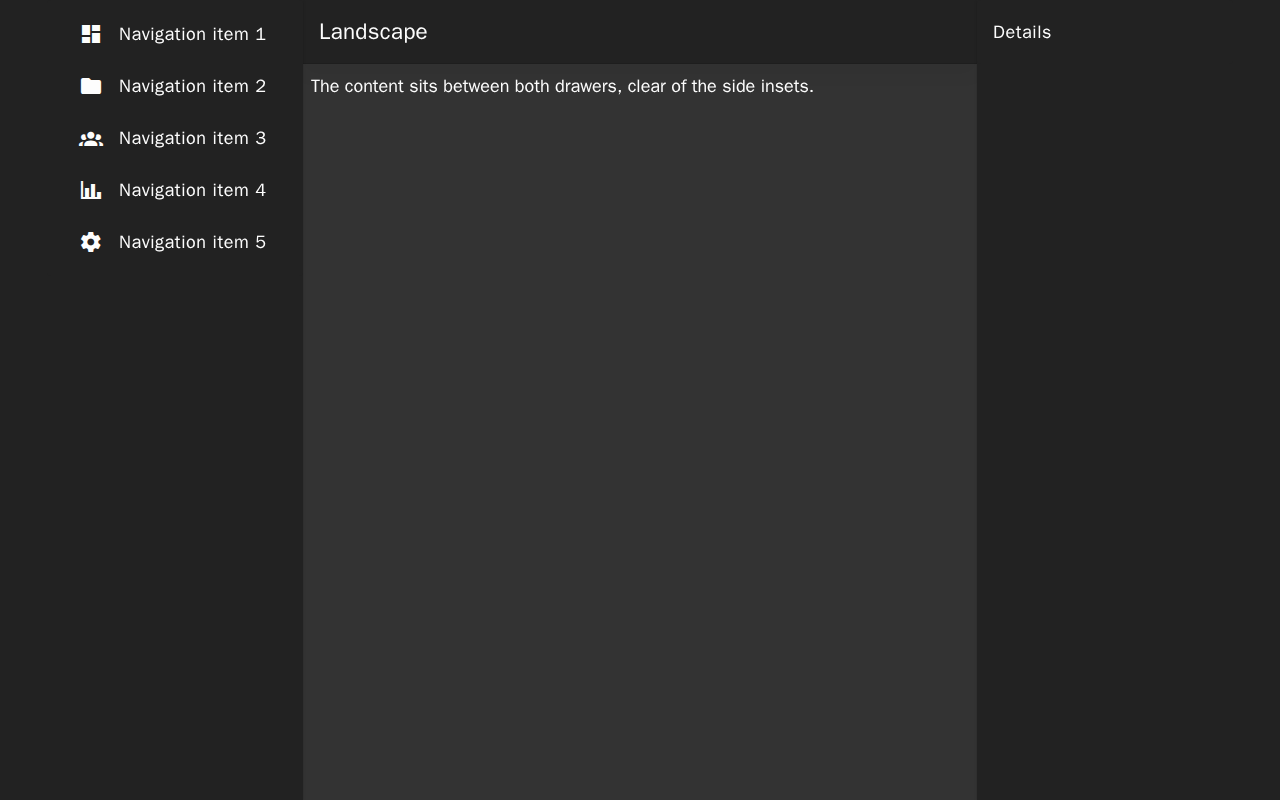 Navigation item 1
Navigation item 2
Navigation item 3
Navigation item 4
Navigation item 5
Landscape
The content sits between both drawers, clear of the side insets.
Details